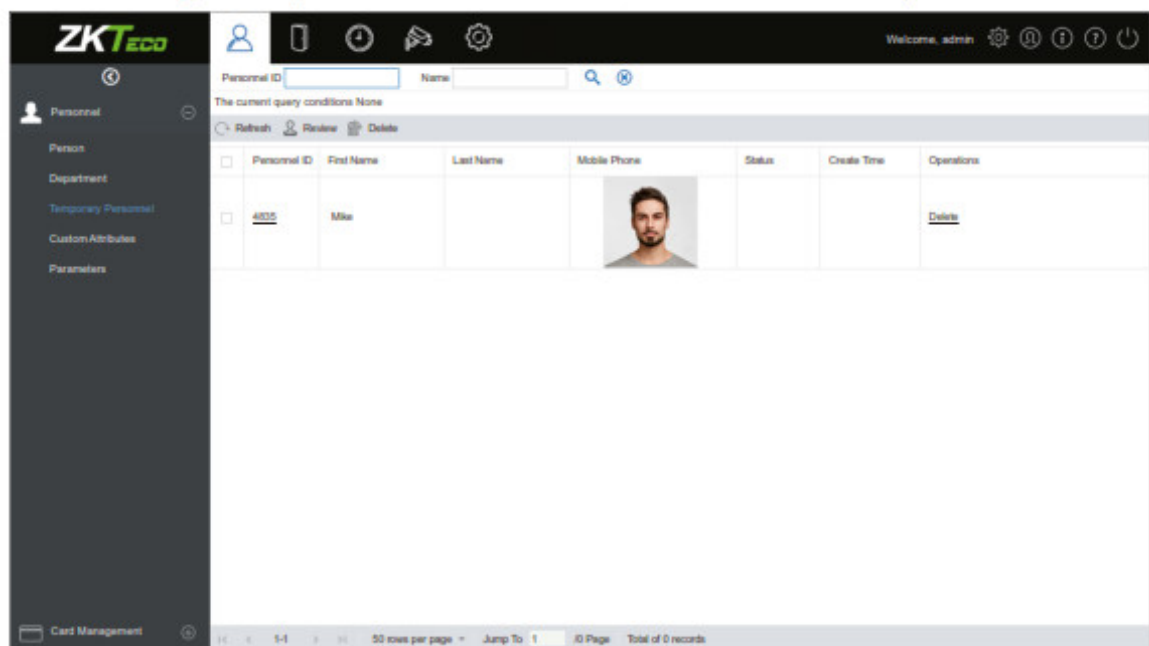 ZKTECO
Welcome, admin
Personnel ID Name
The current query conditions None
Refresh Review Delete
Personnel ID First Name Last Name Mobile Phone Status Create Time Operations
4835 Mike Delete
Personnel
Person
Department
Temporary Personnel
Custom Attributes
Parameters
Card Management
1-1 50 rows per page Jump To 1 /0 Page Total of 0 records